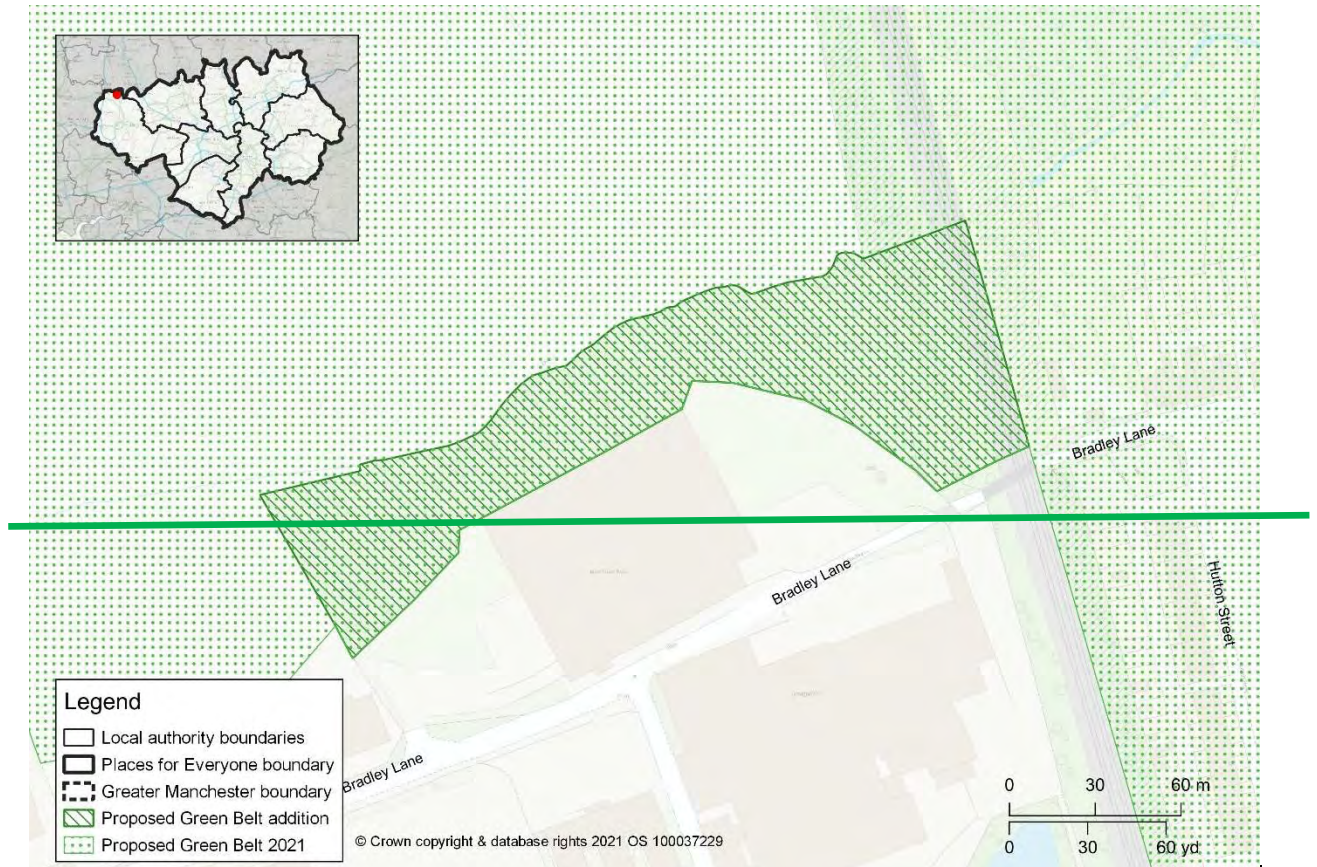 Bradley Lane
Hutton Street
Bradley Lane
Bradley Lane
Legend
Local authority boundaries
Places for Everyone boundary
Greater Manchester boundary
Proposed Green Belt addition
Proposed Green Belt 2021
© Crown copyright & database rights 2021 OS 100037229
0 30 60 m
0 30 60 yd